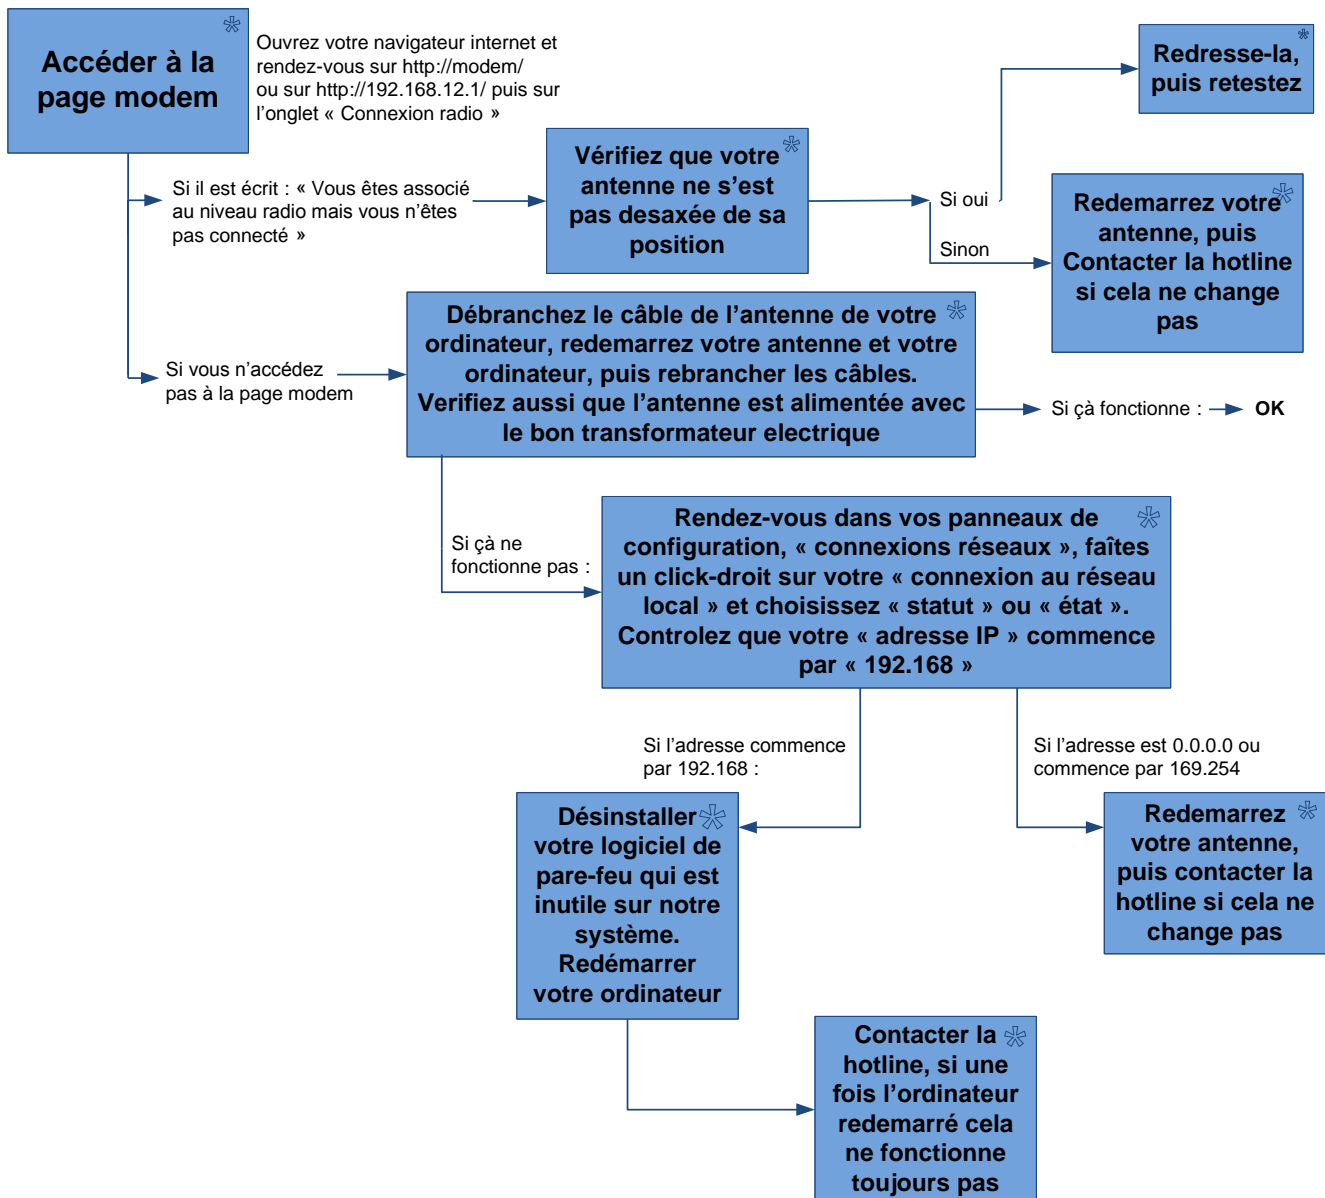 Accéder à la
page modem
Ouvrez votre navigateur internet et
rendez-vous sur http://modem/
ou sur http://192.168.12.1/ puis sur
l’onglet « Connexion radio »
Redresse-la,
puis retestez
Si il est écrit : « Vous êtes associé
au niveau radio mais vous n’êtes
pas connecté »
Vérifiez que votre
antenne ne s’est
pas desaxée de sa
position
Si oui
Sinon
Redemarrez votre
antenne, puis
Contacter la hotline
si cela ne change
pas
Si vous n’accédez
pas à la page modem
Débranchez le câble de l’antenne de votre
ordinateur, redemarrez votre antenne et votre
ordinateur, puis rebrancher les câbles.
Verifiez aussi que l’antenne est alimentée avec
le bon transformateur electrique
Si çà fonctionne :
OK
Si çà ne
fonctionne pas :
Rendez-vous dans vos panneaux de
configuration, « connexions réseaux », faîtes
un click-droit sur votre « connexion au réseau
local » et choisissez « statut » ou « état ».
Controlez que votre « adresse IP » commence
par « 192.168 »
Si l’adresse commence
par 192.168 :
Si l’adresse est 0.0.0.0 ou
commence par 169.254
Désinstaller
votre logiciel de
pare-feu qui est
inutile sur notre
système.
Redémarrer
votre ordinateur
Redemarrez
votre antenne,
puis contacter la
hotline si cela ne
change pas
Contacter la
hotline, si une
fois l’ordinateur
redemarré cela
ne fonctionne
toujours pas